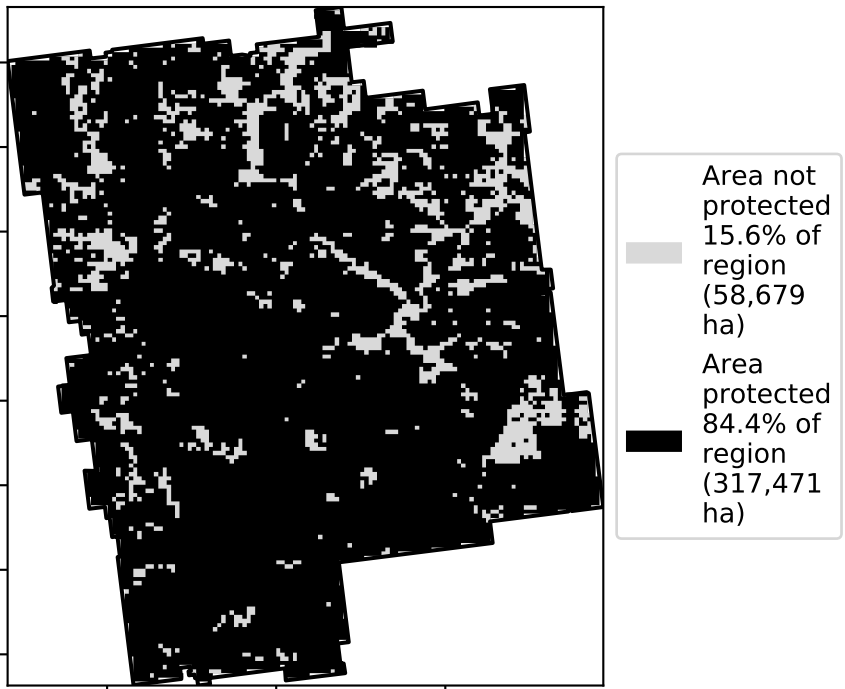 Area not
protected
15.6% of
region
(58,679
ha)
Area
protected
84.4% of
region
(317,471
ha)